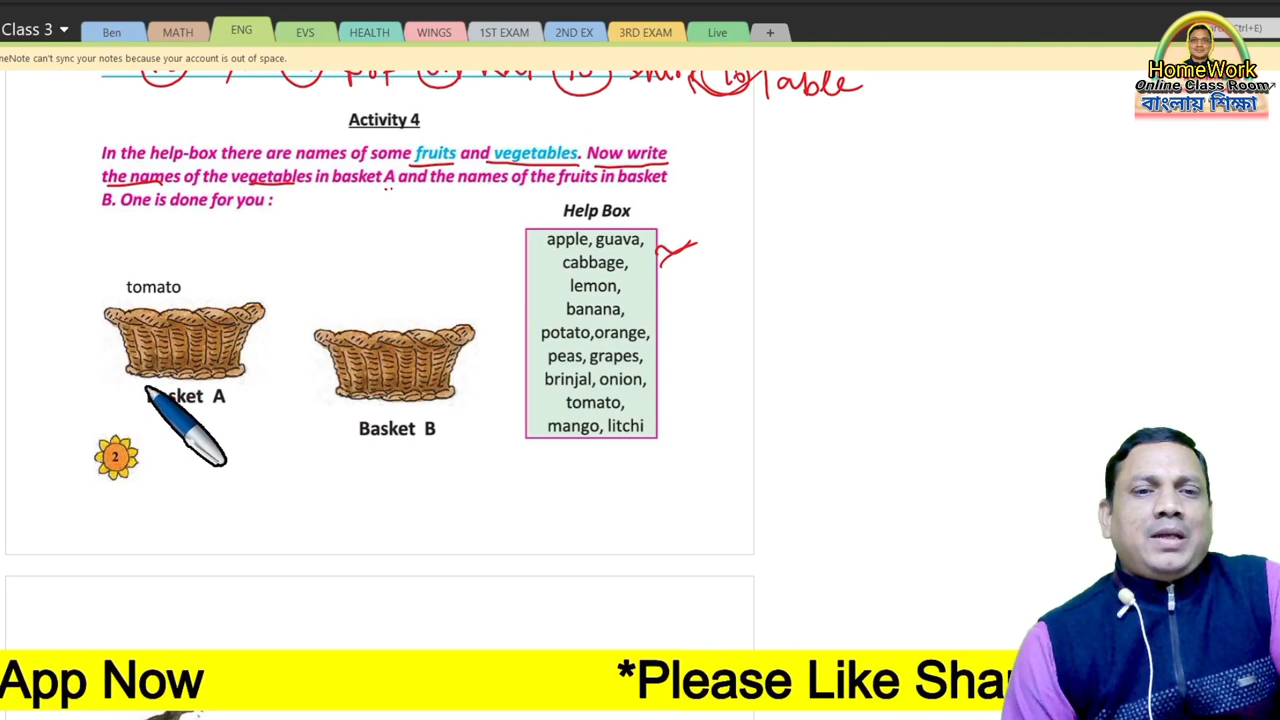 Class 3
Ben
MATH
ENG
EVS
HEALTH
WINGS
1ST EXAM
2ND EX
3RD EXAM
Live
+
Ctrl+E)
neNote can't sync your notes because your account is out of space.
HomeWork
Online Class Room
বাংলায় শিক্ষা
Table
Activity 4
In the help-box there are names of some fruits and vegetables. Now write
the names of the vegetables in basket A and the names of the fruits in basket
B. One is done for you :
Help Box
apple, guava,
cabbage,
lemon,
banana,
potato,orange,
peas, grapes,
brinjal, onion,
tomato,
mango, litchi
tomato
sket A
Basket B
2
App Now
*Please Like Shar